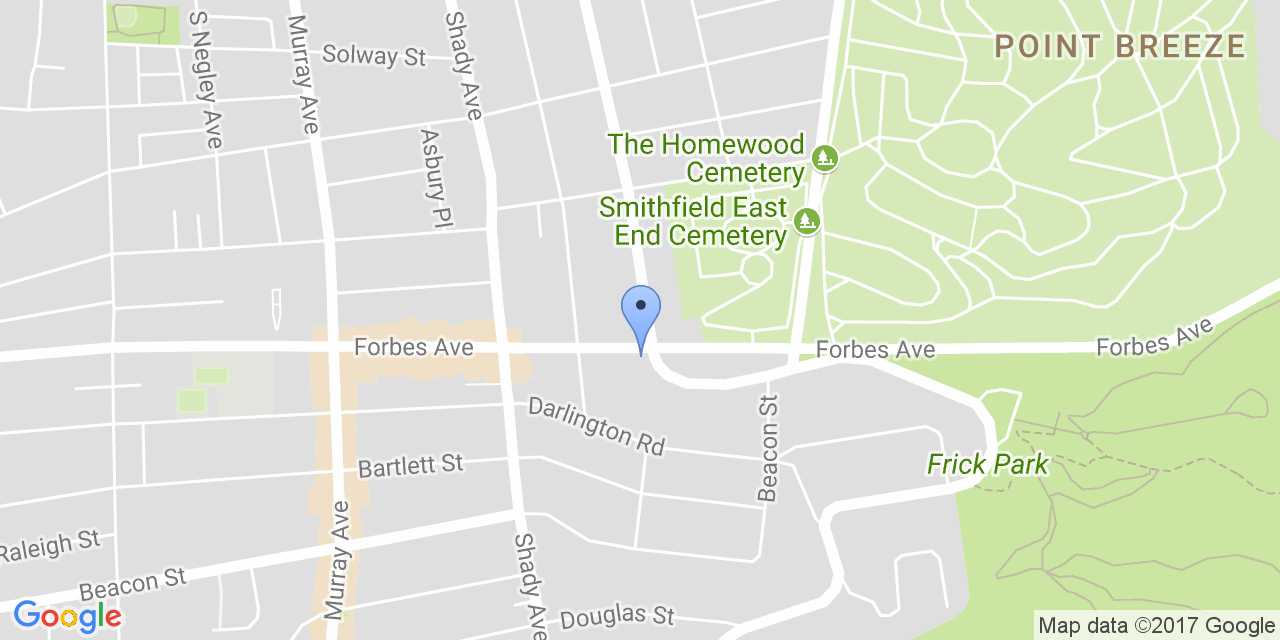 POINT BREEZE
S Negley Ave
Murray Ave
Shady Ave
Solway St
Asbury Pl
The Homewood
Cemetery
Smithfield East
End Cemetery
Forbes Ave
Forbes Ave
Forbes Ave
Darlington Rd
Beacon St
Bartlett St
Frick Park
Raleigh St
Murray Ave
Shady Ave
Beacon St
Douglas St
Google
Map data ©2017 Google